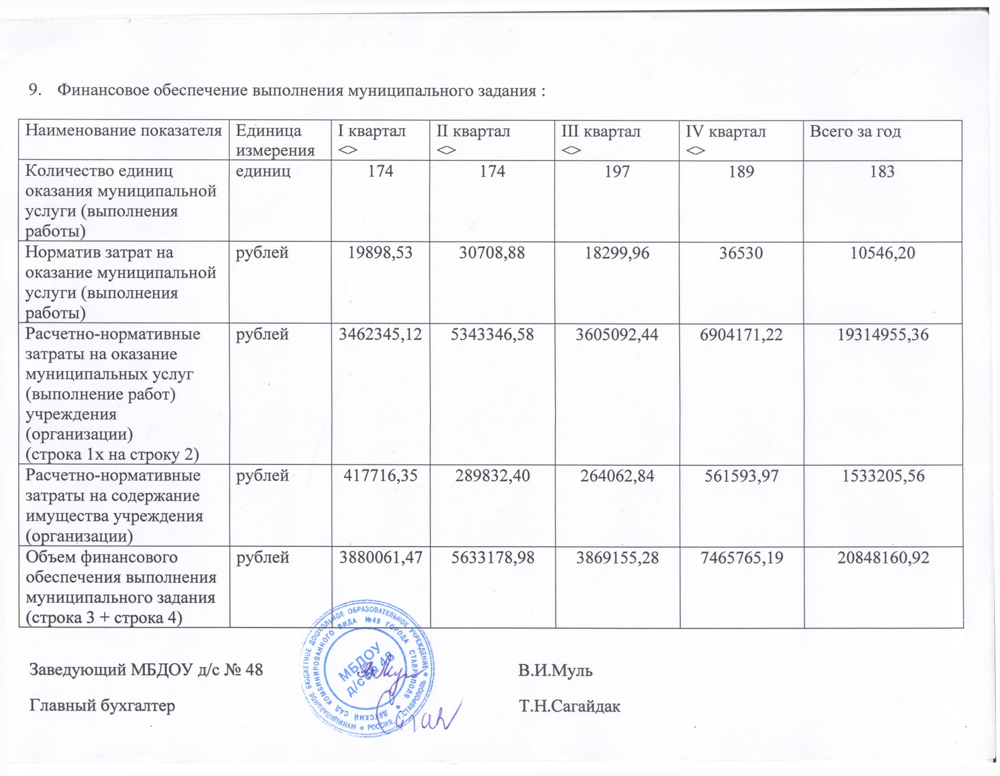 9. Финансовое обеспечение выполнения муниципального задания :
Наименование показателя Единица I квартал II квартал III квартал IV квартал Всего за год
измерения <> <> <> <>
Количество единиц единиц 174 174 197 189 183
оказания муниципальной
услуги (выполнения
работы)
Норматив затрат на рублей 19898,53 30708,88 18299,96 36530 10546,20
оказание муниципальной
услуги (выполнения
работы)
Расчетно-нормативные рублей 3462345,12 5343346,58 3605092,44 6904171,22 19314955,36
затраты на оказание
муниципальных услуг
(выполнение работ)
учреждения
(организации)
(строка 1х на строку 2)
Расчетно-нормативные рублей 417716,35 289832,40 264062,84 561593,97 1533205,56
затраты на содержание
имущества учреждения
(организации)
Объем финансового рублей 3880061,47 5633178,98 3869155,28 7465765,19 20848160,92
обеспечения выполнения
муниципального задания
(строка 3 + строка 4)
МУНИЦИПАЛЬНОЕ БЮДЖЕТНОЕ ДОШКОЛЬНОЕ ОБРАЗОВАТЕЛЬНОЕ УЧРЕЖДЕНИЕ * г.СТАВРОПОЛЬ * РОССИЯ *
ДЕТСКИЙ САД КОМБИНИРОВАННОГО ВИДА №48 ГОРОДА СТАВРОПОЛЯ *
МБДОУ
д/с № 48
Заведующий МБДОУ д/с № 48 В.И.Муль
Главный бухгалтер Т.Н.Сагайдак